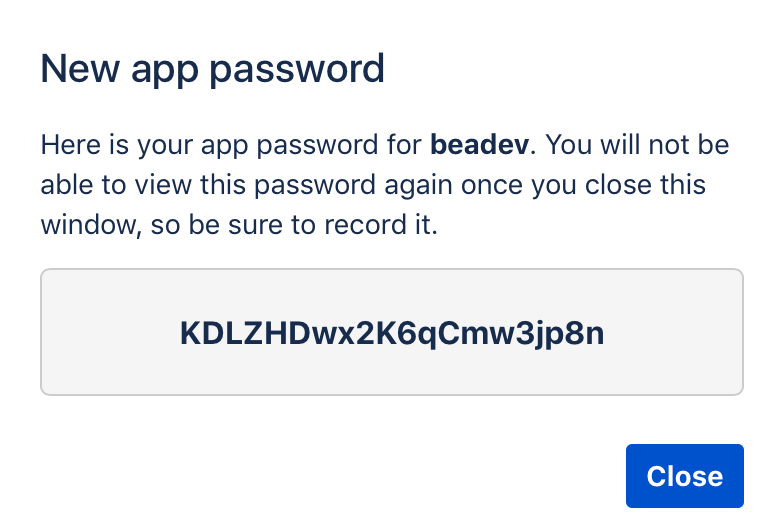 New app password
Here is your app password for beadev. You will not be
able to view this password again once you close this
window, so be sure to record it.
KDLZHDwx2K6qCmw3jp8n
Close